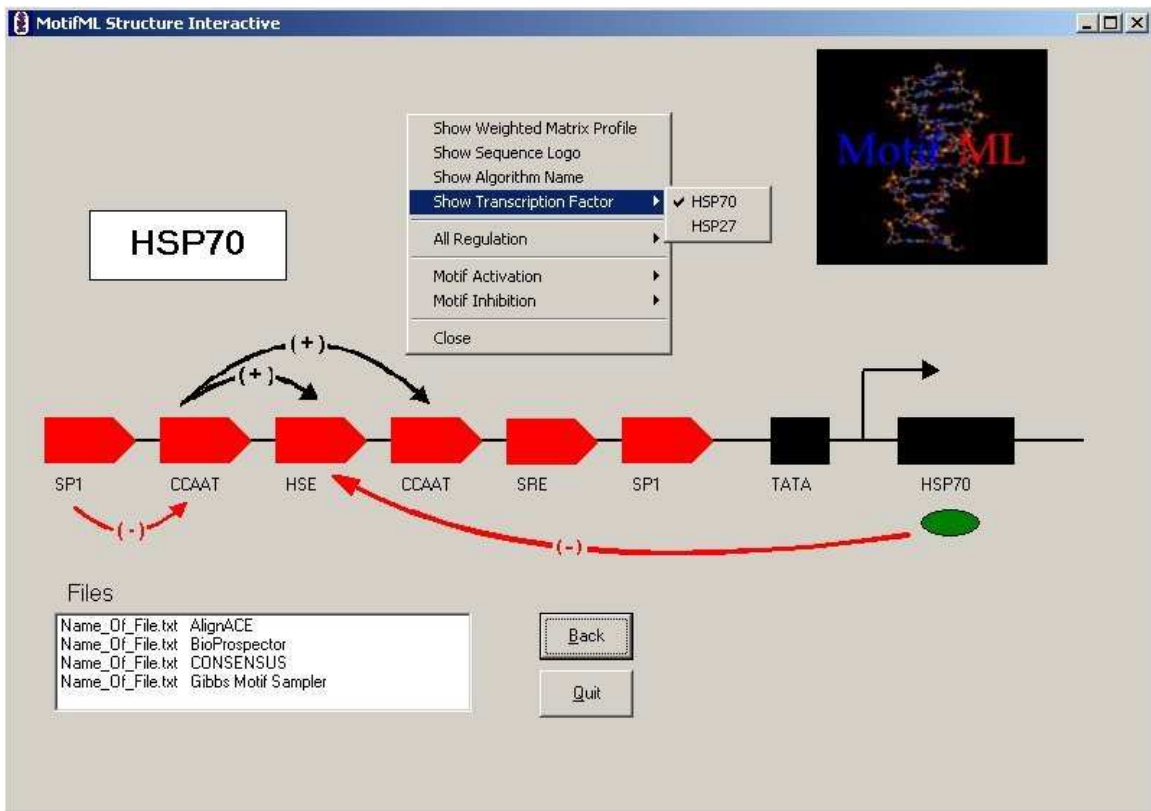 MotifML Structure Interactive
Motif ML
Show Weighted Matrix Profile
Show Sequence Logo
Show Algorithm Name
Show Transcription Factor
HSP70
HSP27
All Regulation
Motif Activation
Motif Inhibition
Close
HSP70
(+)
(+)
SP1 CCAAT HSE CCAAT SRE SP1 TATA HSP70
(-)
(-)
Files
Name_Of_File.txt AlignACE
Name_Of_File.txt BioProspector
Name_Of_File.txt CONSENSUS
Name_Of_File.txt Gibbs Motif Sampler
Back
Quit